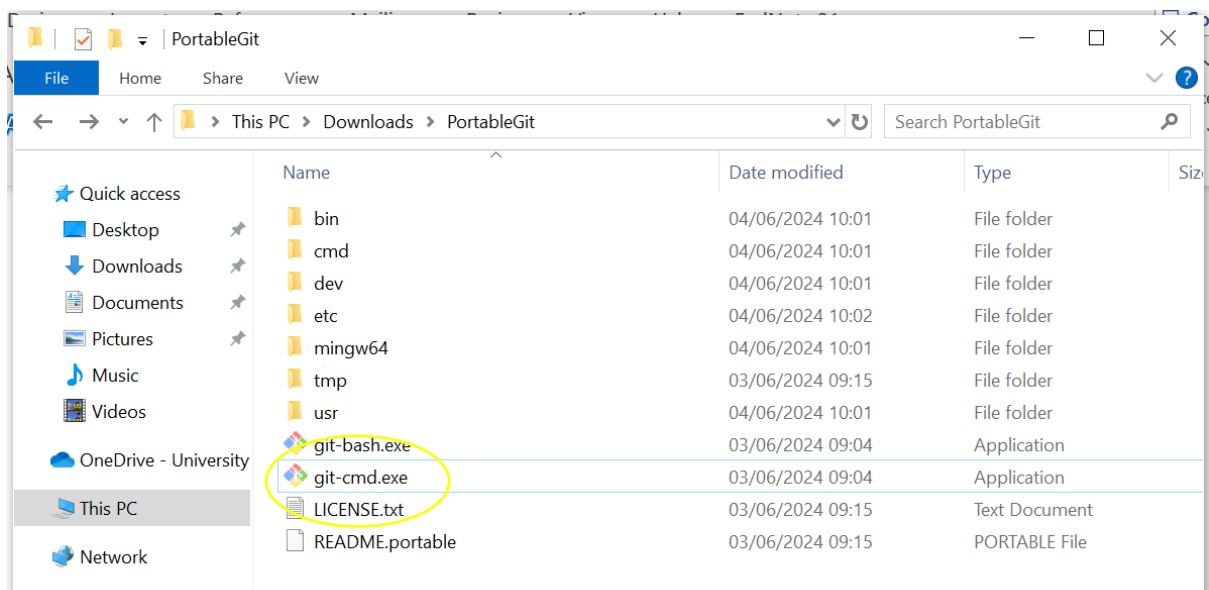 PortableGit
File Home Share View
This PC Downloads PortableGit Search PortableGit
Name Date modified Type
Quick access
Desktop
Downloads
Documents
Pictures
Music
Videos
OneDrive - University
This PC
Network
bin 04/06/2024 10:01 File folder
cmd 04/06/2024 10:01 File folder
dev 04/06/2024 10:01 File folder
etc 04/06/2024 10:02 File folder
mingw64 04/06/2024 10:01 File folder
tmp 03/06/2024 09:15 File folder
usr 04/06/2024 10:01 File folder
git-bash.exe 03/06/2024 09:04 Application
git-cmd.exe 03/06/2024 09:04 Application
LICENSE.txt 03/06/2024 09:15 Text Document
README.portable 03/06/2024 09:15 PORTABLE File